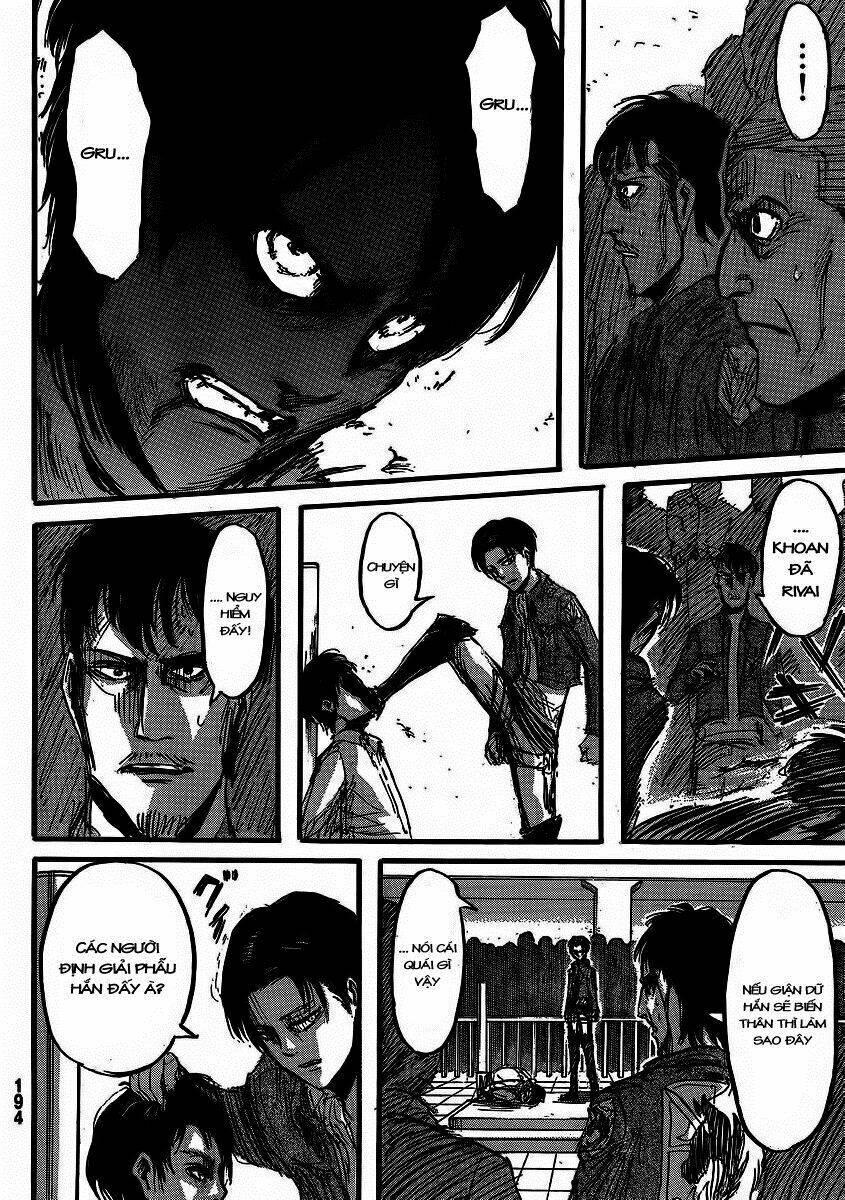 ....!
GRU...
GRU...
....
KHOAN
ĐÃ
RIVAI
CHUYỆN
GÌ
.... NGUY
HIỂM
ĐẤY!
NẾU GIẬN DỮ
HẮN SẼ BIẾN
THÂN THÌ LÀM
SAO ĐÂY
.... NÓI CÁI
QUÁI GÌ
VẬY
CÁC NGƯỜI
ĐỊNH GIẢI PHẪU
HẮN ĐẤY À?
194